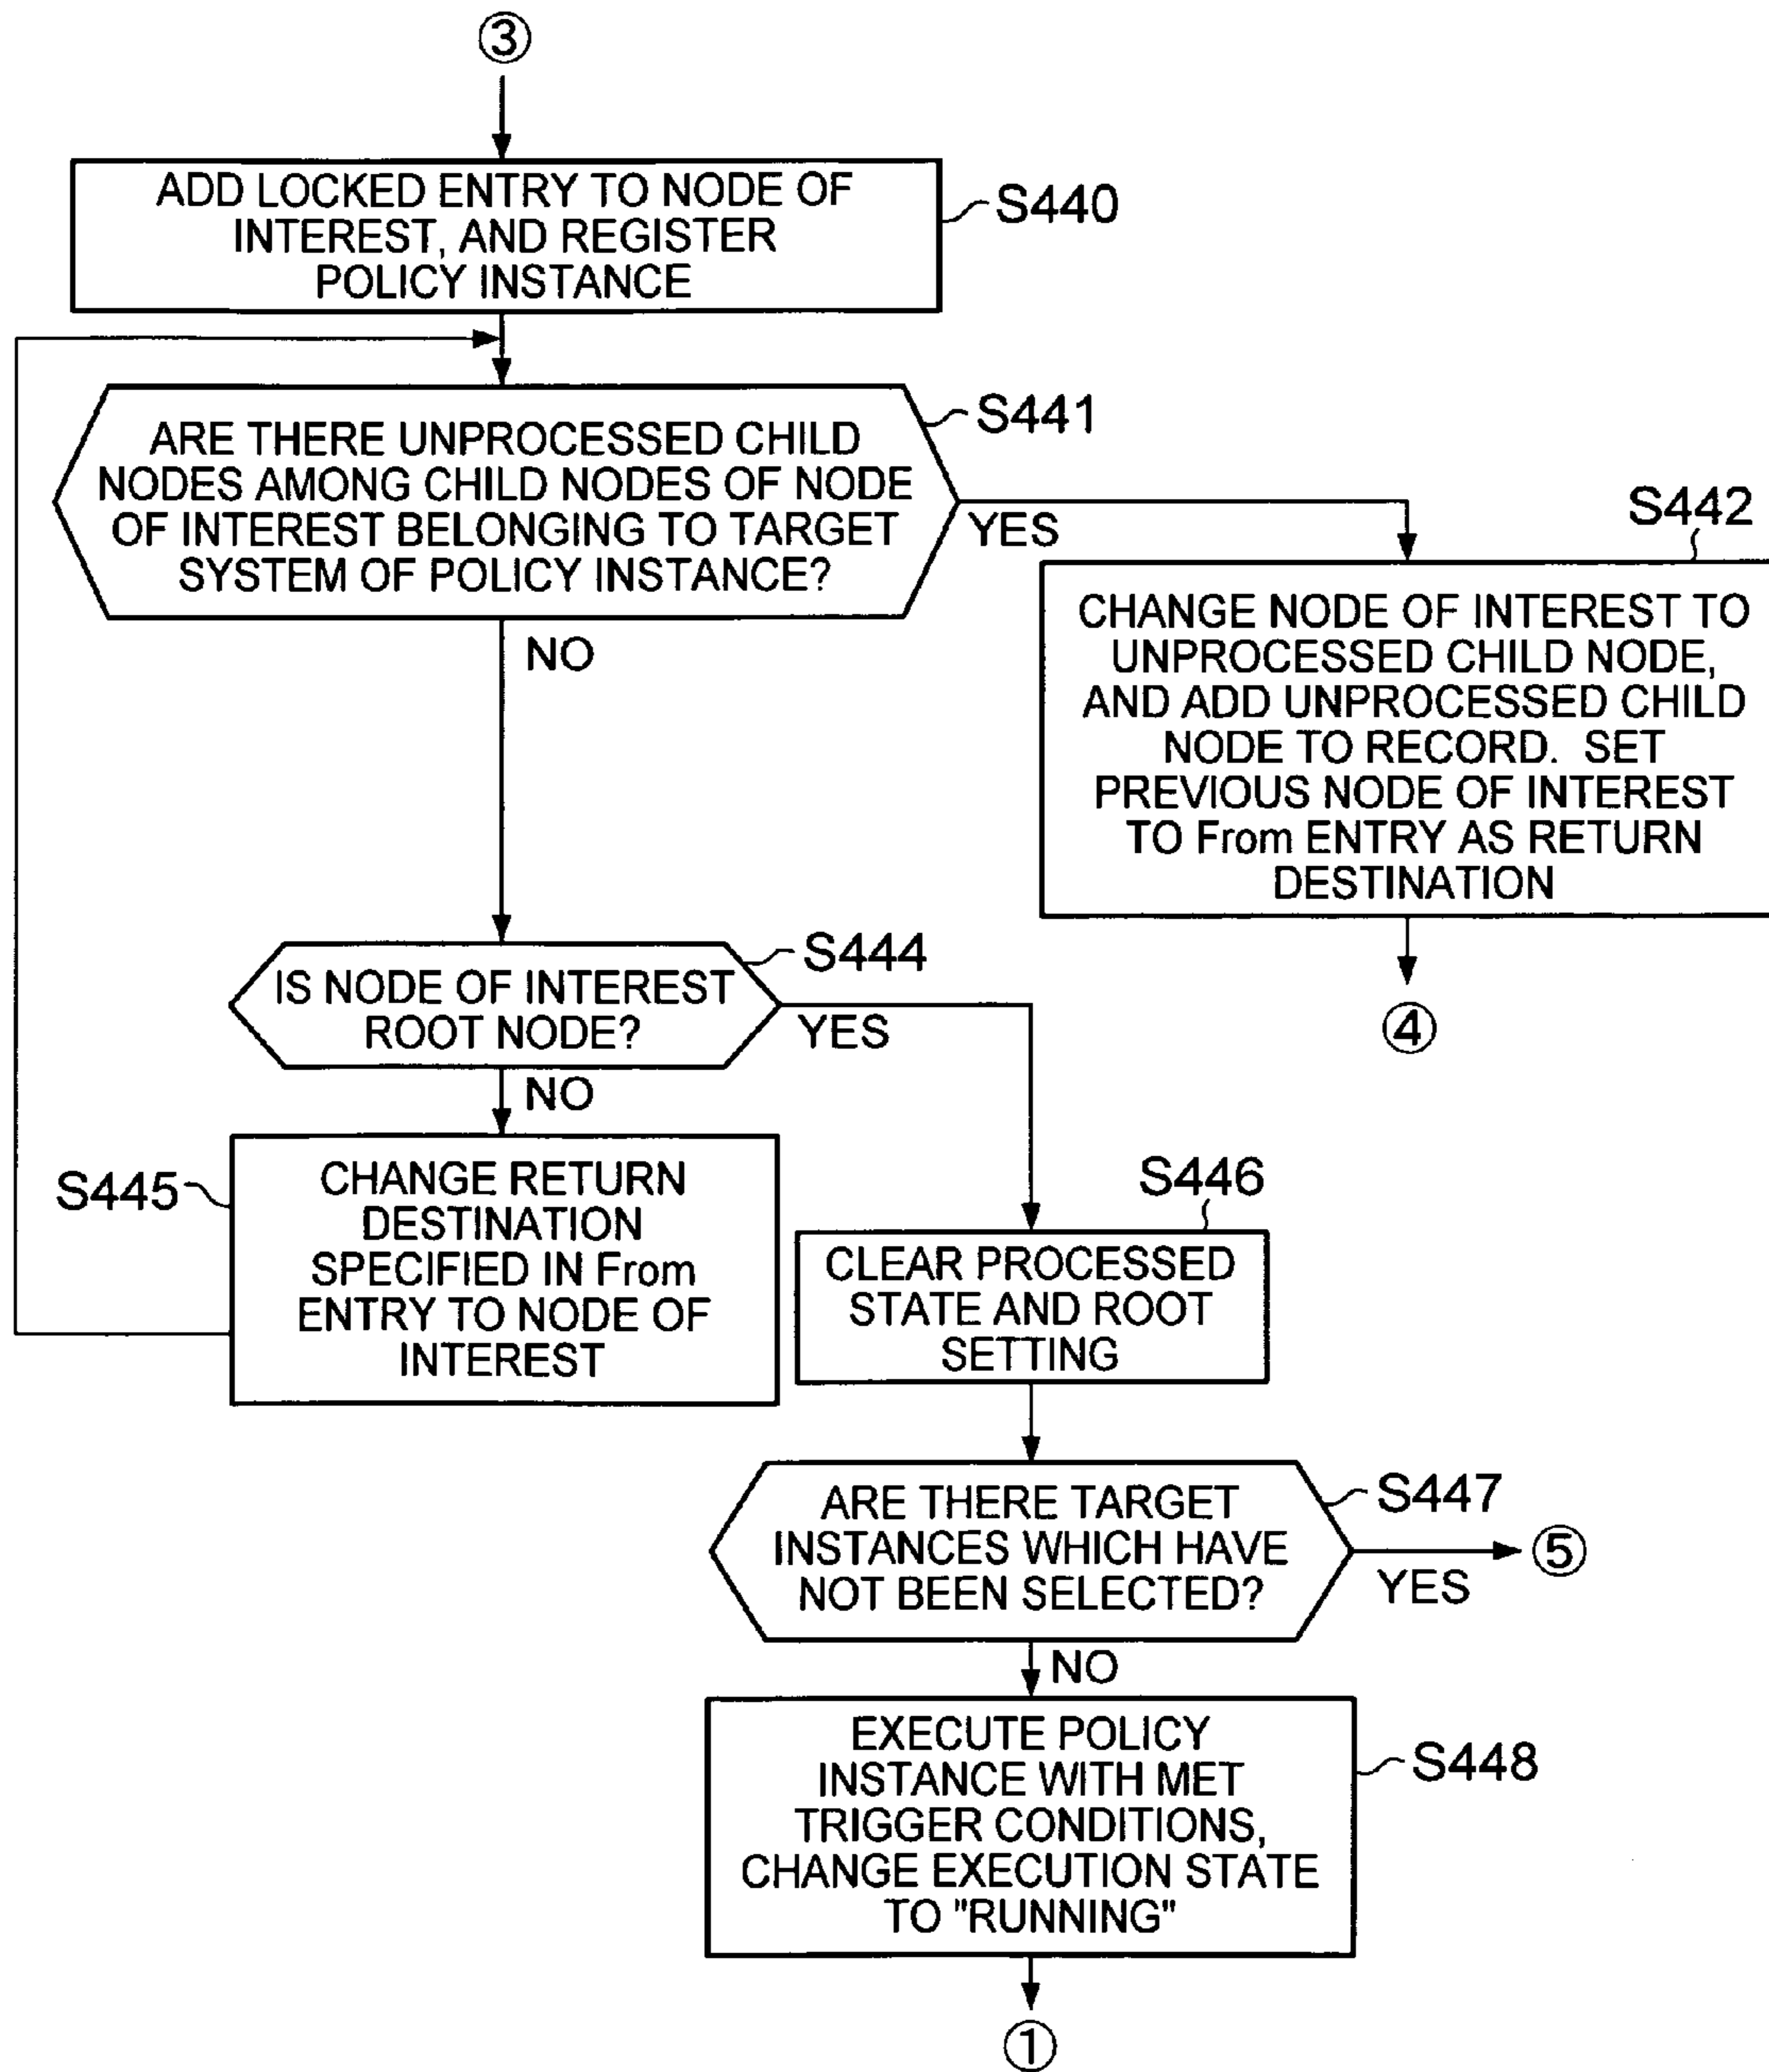 ③
ADD LOCKED ENTRY TO NODE OF
INTEREST, AND REGISTER
POLICY INSTANCE
S440
ARE THERE UNPROCESSED CHILD
NODES AMONG CHILD NODES OF NODE
OF INTEREST BELONGING TO TARGET
SYSTEM OF POLICY INSTANCE?
S441
YES
NO
S442
CHANGE NODE OF INTEREST TO
UNPROCESSED CHILD NODE,
AND ADD UNPROCESSED CHILD
NODE TO RECORD. SET
PREVIOUS NODE OF INTEREST
TO From ENTRY AS RETURN
DESTINATION
④
S444
IS NODE OF INTEREST
ROOT NODE?
YES
NO
S445
CHANGE RETURN
DESTINATION
SPECIFIED IN From
ENTRY TO NODE OF
INTEREST
S446
CLEAR PROCESSED
STATE AND ROOT
SETTING
S447
ARE THERE TARGET
INSTANCES WHICH HAVE
NOT BEEN SELECTED?
YES
⑤
NO
EXECUTE POLICY
INSTANCE WITH MET
TRIGGER CONDITIONS,
CHANGE EXECUTION STATE
TO "RUNNING"
S448
①